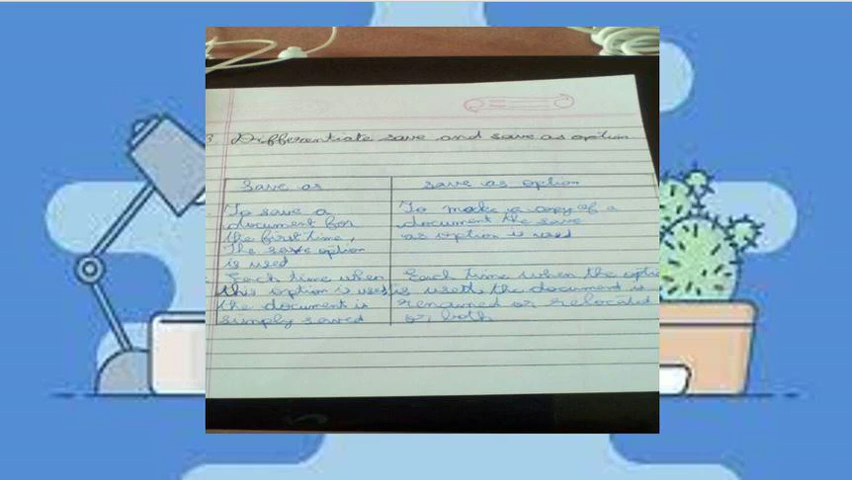 3. Differentiate save and save as option
Save as
save as option
To save a
document for
the first time,
The save option
is used
Each time when
this option is used
the document is
simply saved
To make a copy of a
document the save
as option is used
Each time when the optio
is useth the document is
renamed or relocated
or both